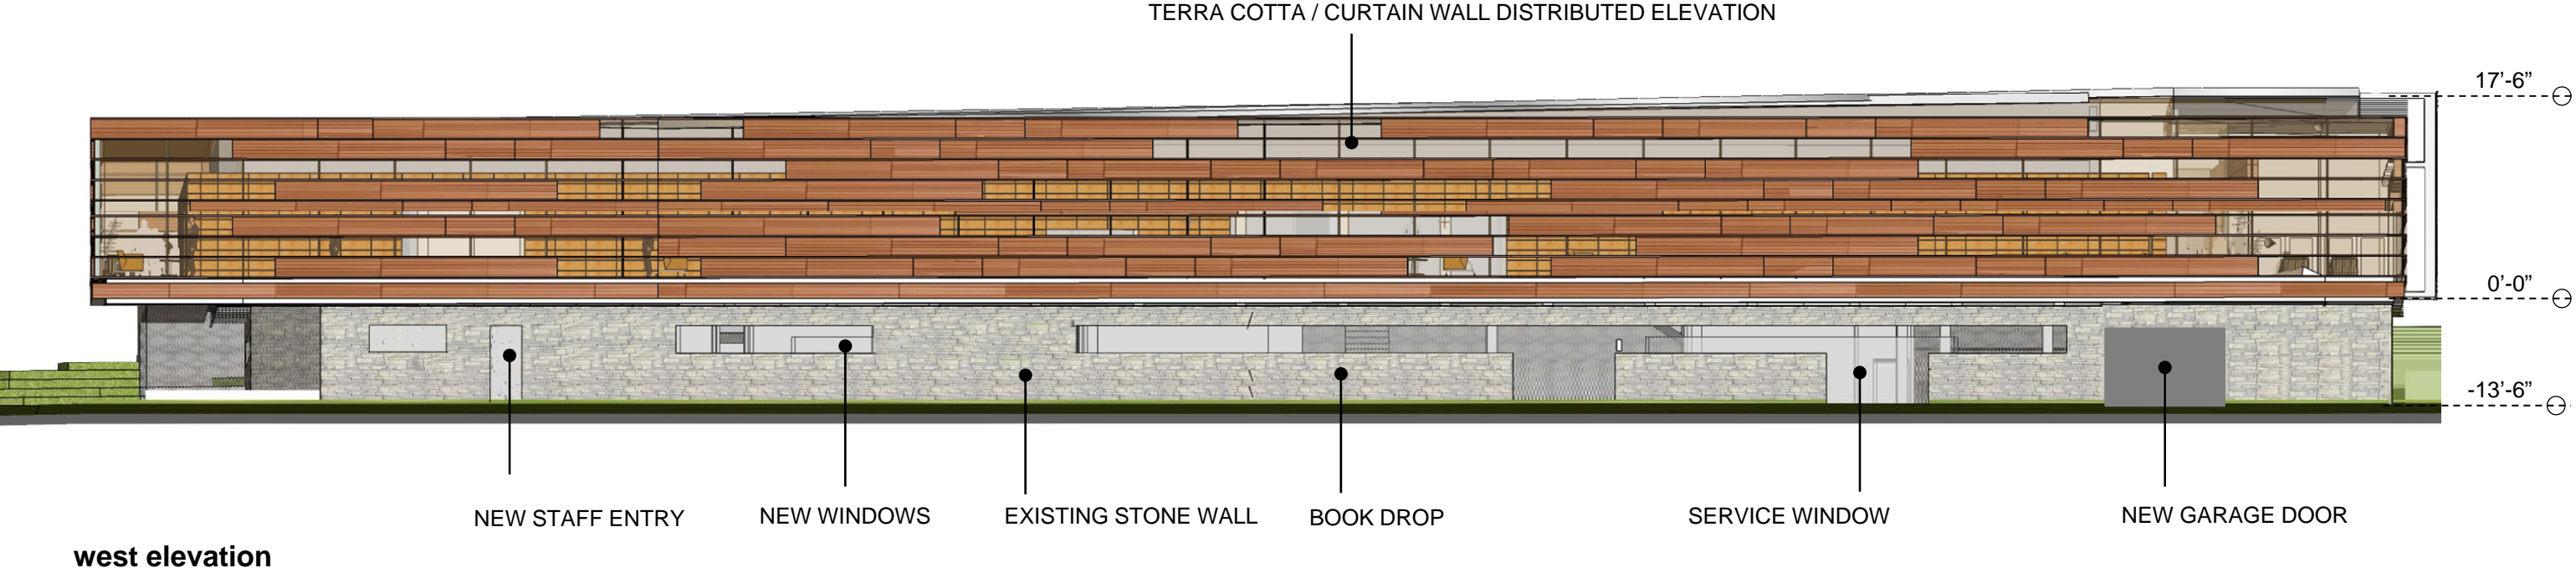 TERRA COTTA / CURTAIN WALL DISTRIBUTED ELEVATION
17’-6”
0’-0”
-13’-6”
NEW STAFF ENTRY
NEW WINDOWS
EXISTING STONE WALL
BOOK DROP
SERVICE WINDOW
NEW GARAGE DOOR
west elevation